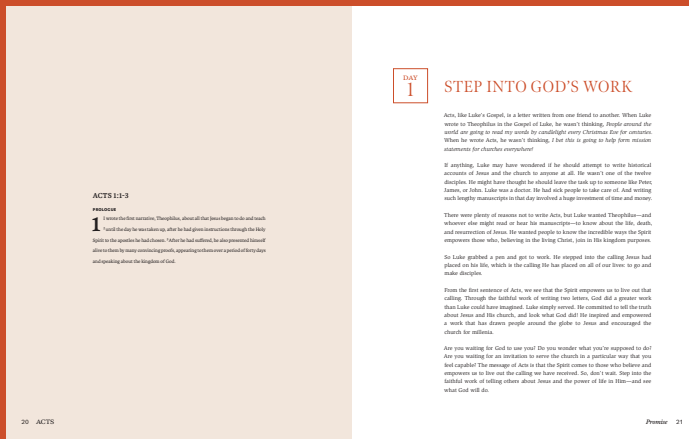 ACTS 1:1-3
PROLOGUE
1 I wrote the first narrative, Theophilus, about all that Jesus began to do and teach
² until the day he was taken up, after he had given instructions through the Holy
Spirit to the apostles he had chosen. ³ After he had suffered, he also presented himself
alive to them by many convincing proofs, appearing to them over a period of forty days
and speaking about the kingdom of God.
20 ACTS
DAY
1
STEP INTO GOD'S WORK
Acts, like Luke's Gospel, is a letter written from one friend to another. When Luke
wrote to Theophilus in the Gospel of Luke, he wasn't thinking, People around the
world are going to read my words by candlelight every Christmas Eve for centuries.
When he wrote Acts, he wasn't thinking, I bet this is going to help form mission
statements for churches everywhere!
If anything, Luke may have wondered if he should attempt to write historical
accounts of Jesus and the church to anyone at all. He wasn't one of the twelve
disciples. He might have thought he should leave the task up to someone like Peter,
James, or John. Luke was a doctor. He had sick people to take care of. And writing
such lengthy manuscripts in that day involved a huge investment of time and money.
There were plenty of reasons not to write Acts, but Luke wanted Theophilus—and
whoever else might read or hear his manuscripts—to know about the life, death,
and resurrection of Jesus. He wanted people to know the incredible ways the Spirit
empowers those who, believing in the living Christ, join in His kingdom purposes.
So Luke grabbed a pen and got to work. He stepped into the calling Jesus had
placed on his life, which is the calling He has placed on all of our lives: to go and
make disciples.
From the first sentence of Acts, we see that the Spirit empowers us to live out that
calling. Through the faithful work of writing two letters, God did a greater work
than Luke could have imagined. Luke simply served. He committed to tell the truth
about Jesus and His church, and look what God did! He inspired and empowered
a work that has drawn people around the globe to Jesus and encouraged the
church for millenia.
Are you waiting for God to use you? Do you wonder what you're supposed to do?
Are you waiting for an invitation to serve the church in a particular way that you
feel capable? The message of Acts is that the Spirit comes to those who believe and
empowers us to live out the calling we have received. So, don't wait. Step into the
faithful work of telling others about Jesus and the power of life in Him—and see
what God will do.
Promise 21